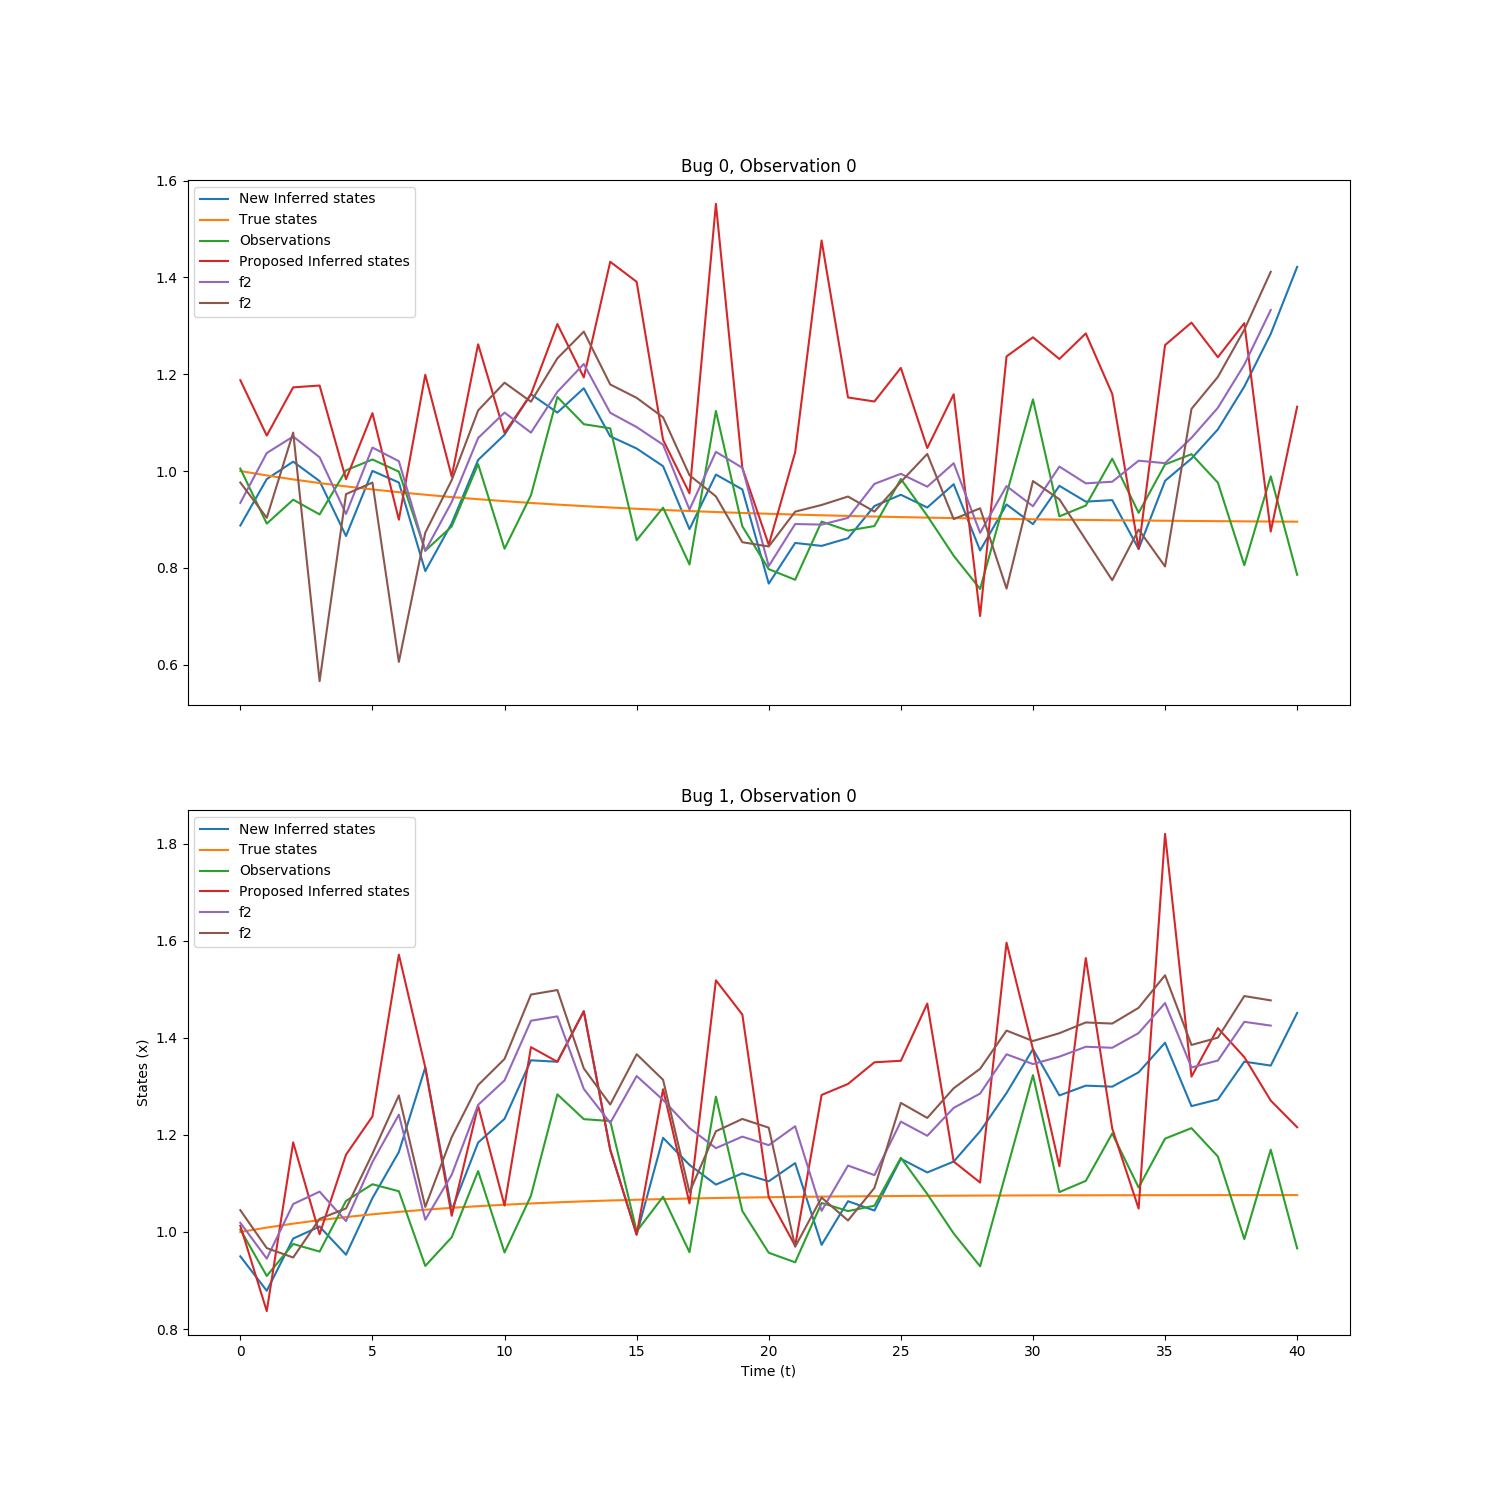 Bug 0, Observation 0
1.6
1.4
1.2
1.0
0.8
0.6
New Inferred states
True states
Observations
Proposed Inferred states
f2
f2
Bug 1, Observation 0
States (x)
1.8
1.6
1.4
1.2
1.0
0.8
New Inferred states
True states
Observations
Proposed Inferred states
f2
f2
0 5 10 15 20 25 30 35 40
Time (t)